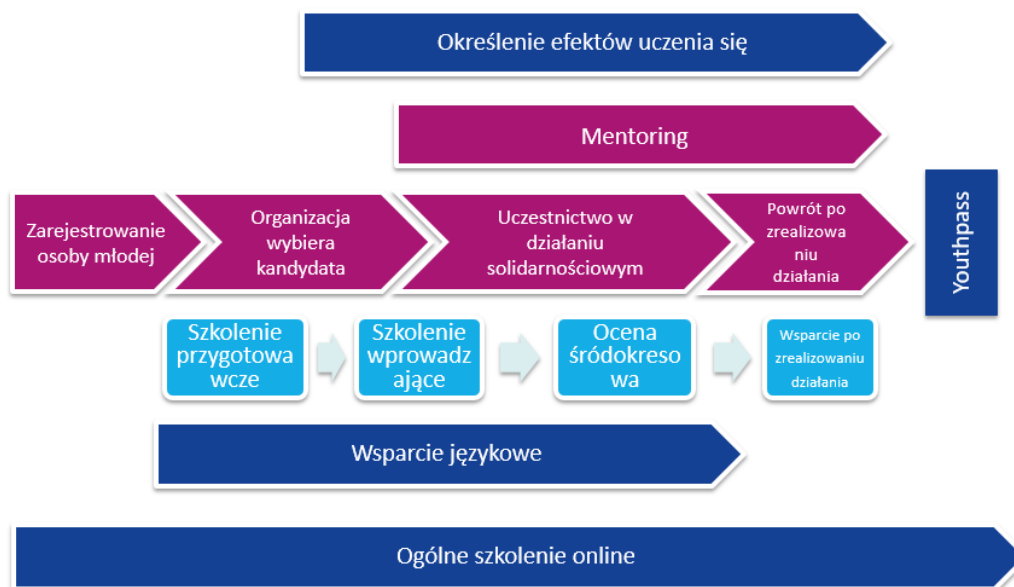 Określenie efektów uczenia się
Mentoring
Zarejestrowanie
osoby młodej
Organizacja
wybiera
kandydata
Uczestnictwo w
działaniu
solidarnościowym
Powrót po
zrealizowa
niu
działania
Youthpass
Szkolenie
przygotowa
wcze
Szkolenie
wprowadz
ające
Ocena
śródokreso
wa
Wsparcie po
zrealizowaniu
działania
Wsparcie językowe
Ogólne szkolenie online